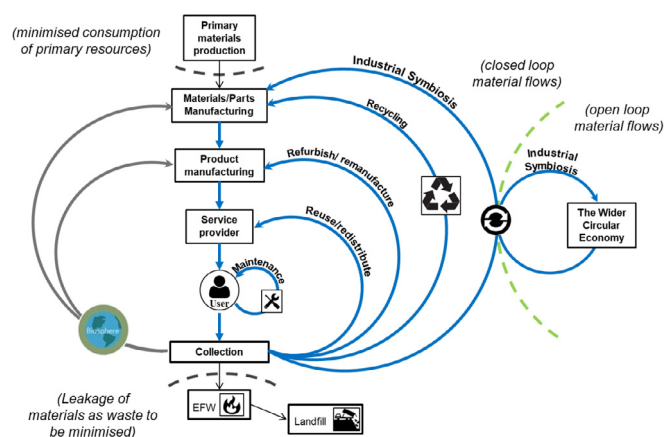 (minimised consumption
of primary resources)
Primary
materials
production
Industrial Symbiosis
(closed loop
material flows)
(open loop
material flows)
Materials/Parts
Manufacturing
Recycling
Product
manufacturing
Refurbish/ remanufacture
Industrial
Symbiosis
Service
provider
Reuse/redistribute
The Wider
Circular
Economy
Maintenance
User
Biosphere
Collection
(Leakage of
materials as waste to
be minimised)
EFW
Landfill